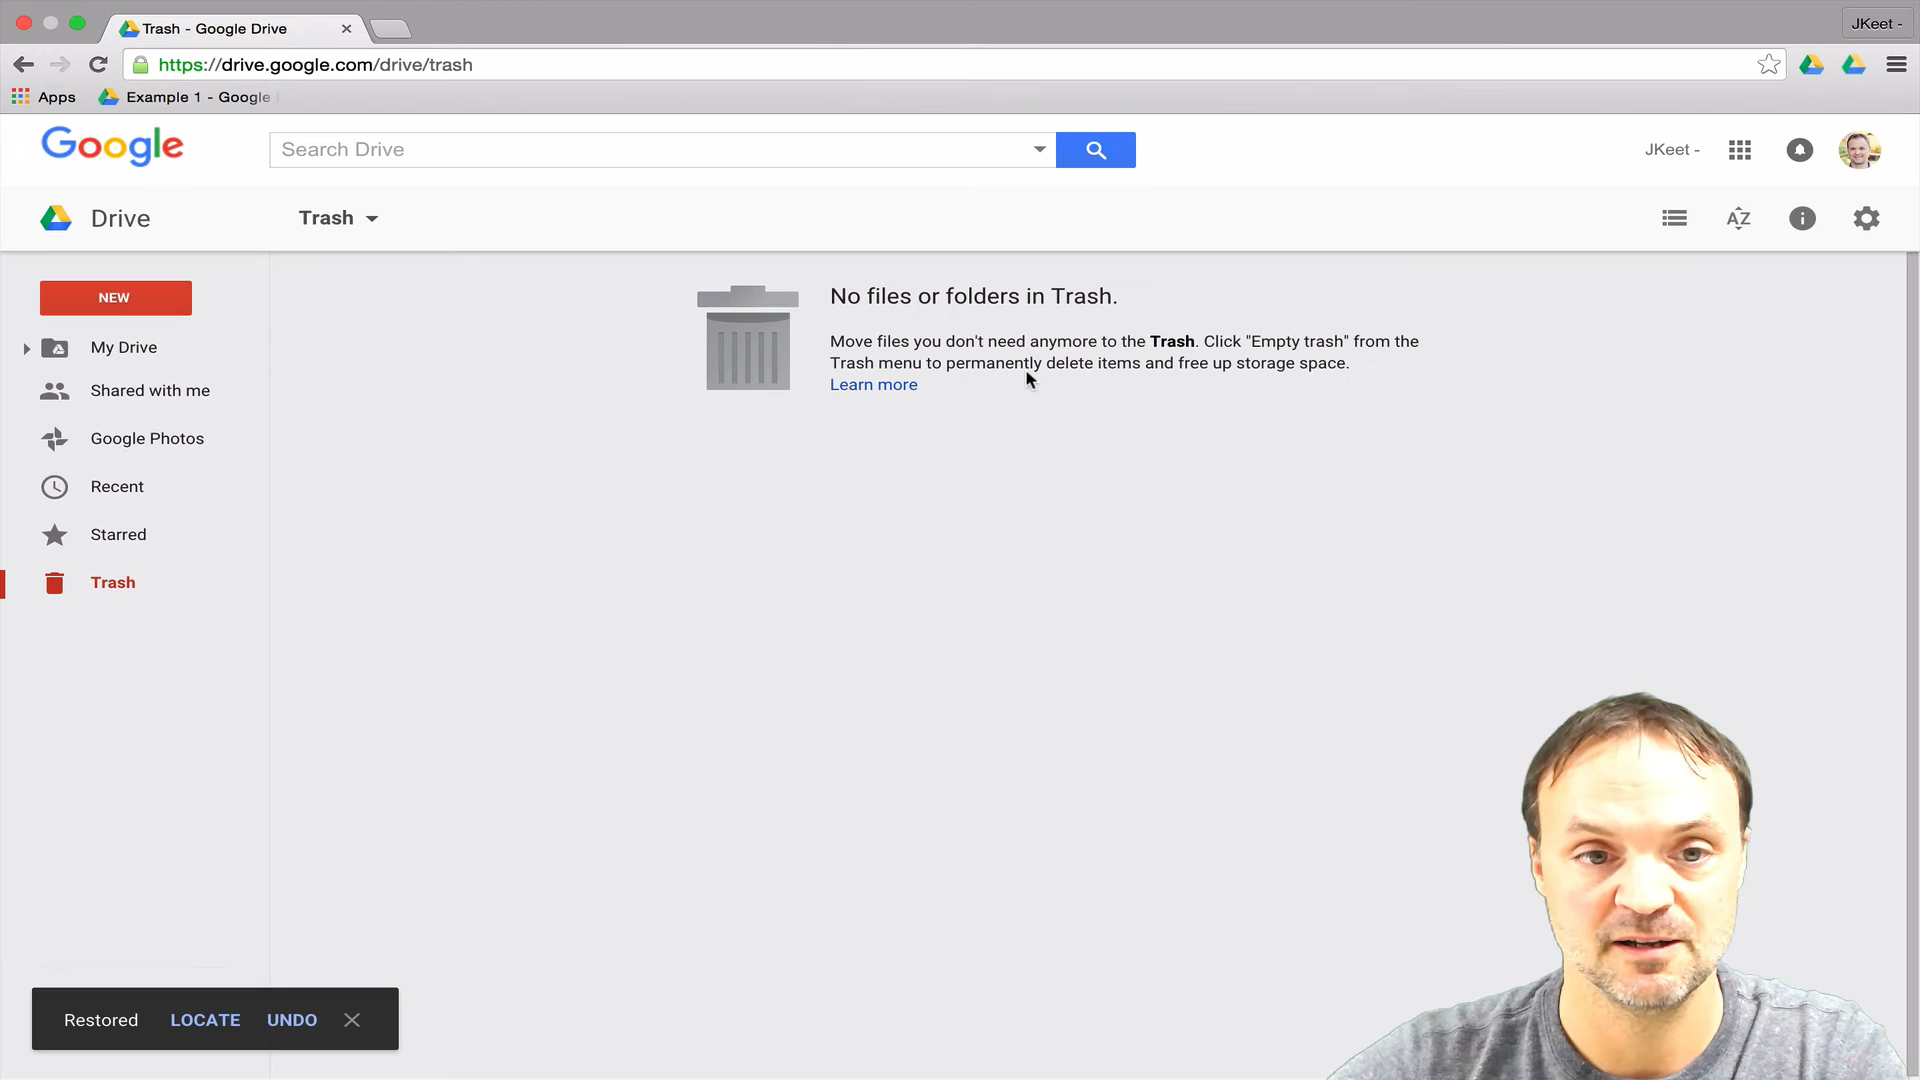 Trash - Google Drive
JKeet -
https://drive.google.com/drive/trash
Apps
Example 1 - Google
Google
Search Drive
JKeet -
Drive
Trash
AZ
NEW
My Drive
Shared with me
Google Photos
Recent
Starred
Trash
No files or folders in Trash.
Move files you don't need anymore to the Trash. Click "Empty trash" from the
Trash menu to permanently delete items and free up storage space.
Learn more
Restored LOCATE UNDO